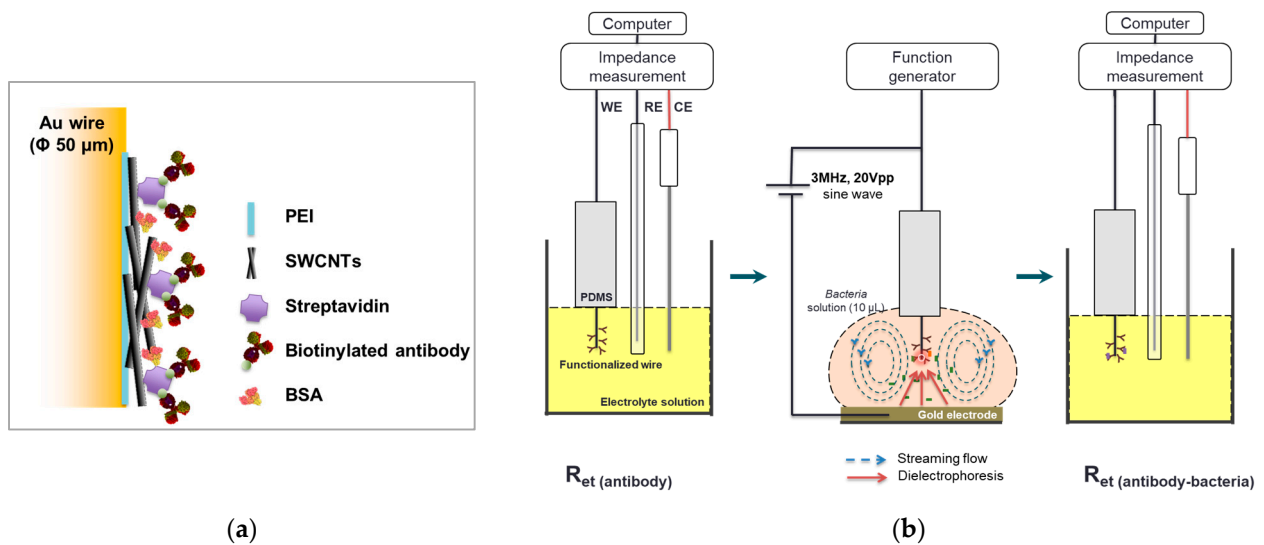 Au wire
(Φ 50 μm)
PEI
SWCNTs
Streptavidin
Biotinylated antibody
BSA
(a)
Computer
Impedance
measurement
WE
RE
CE
PDMS
Functionalized wire
Electrolyte solution
R et (antibody)
Function
generator
3MHz, 20Vpp
sine wave
Bacteria
solution (10 μL)
Gold electrode
Streaming flow
Dielectrophoresis
Computer
Impedance
measurement
R et (antibody-bacteria)
(b)